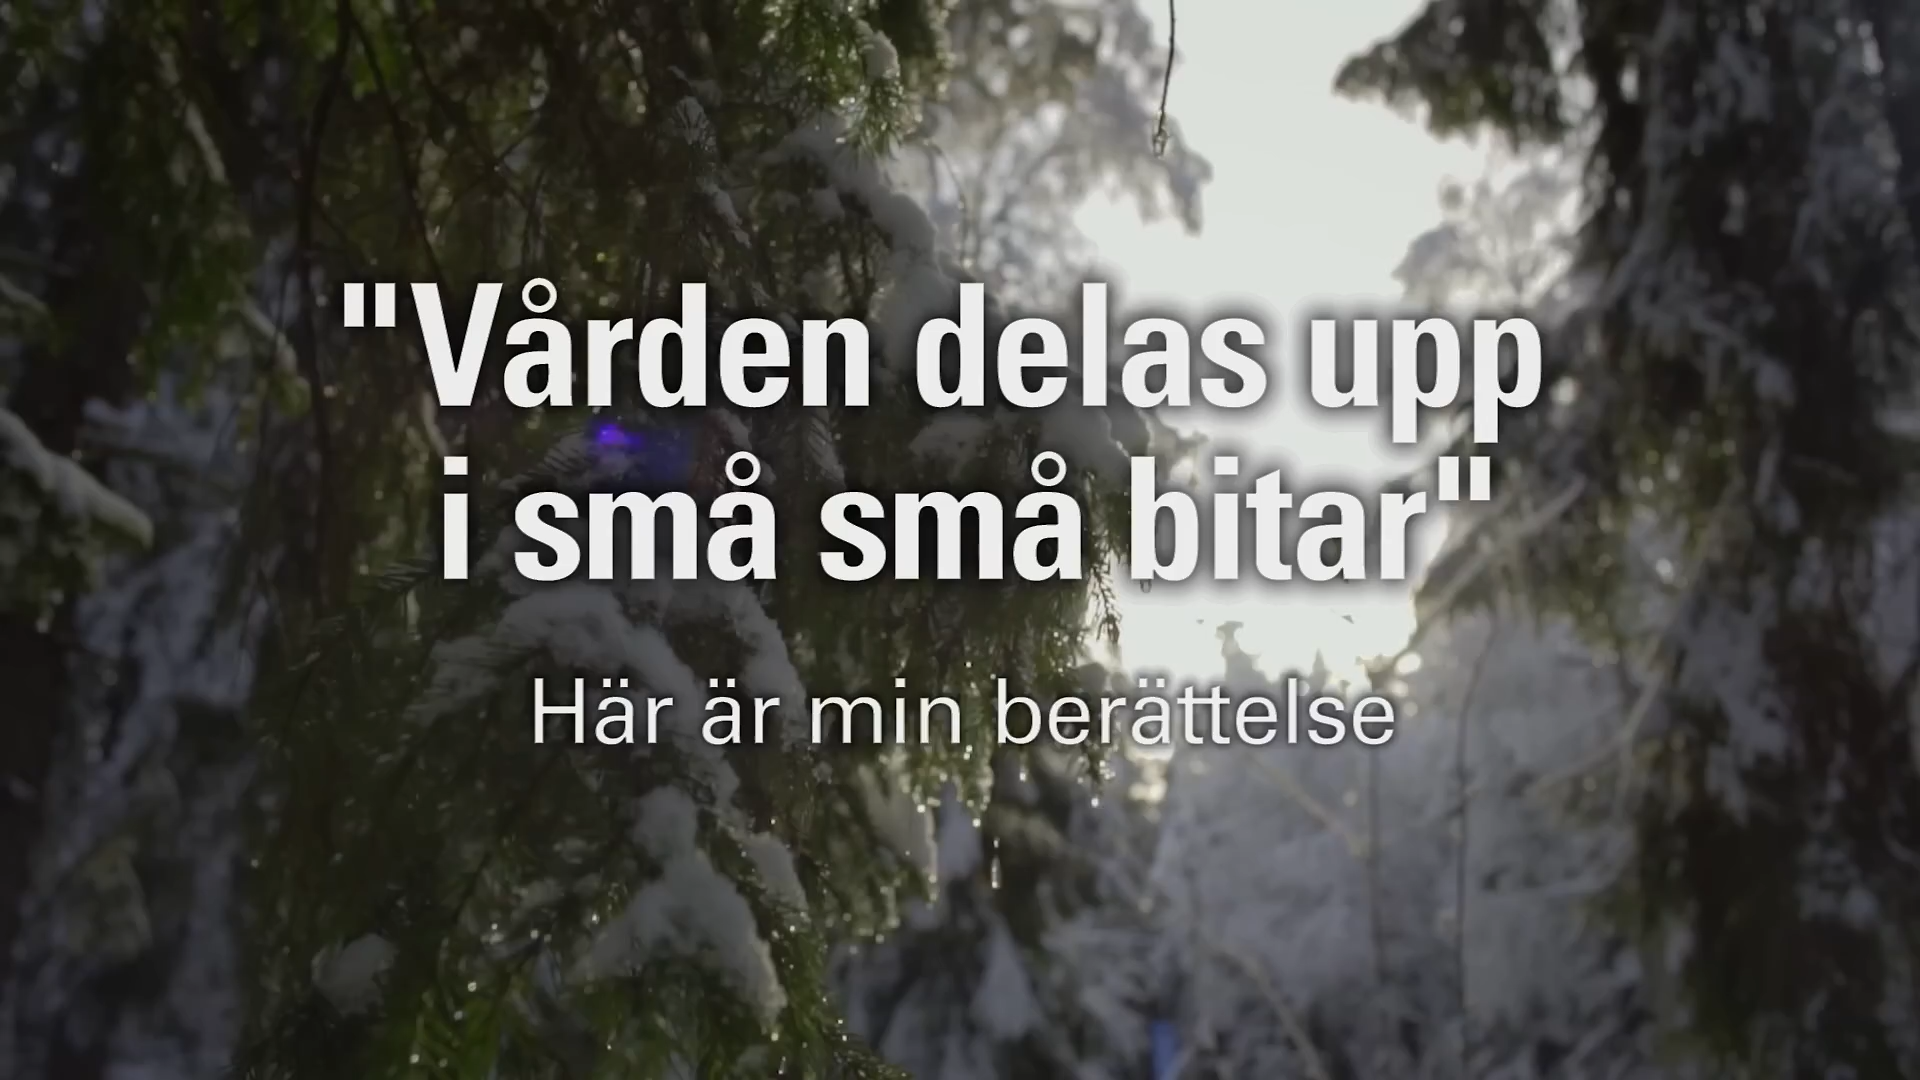 "Vården delas upp
i små små bitar"
Här är min berättelse